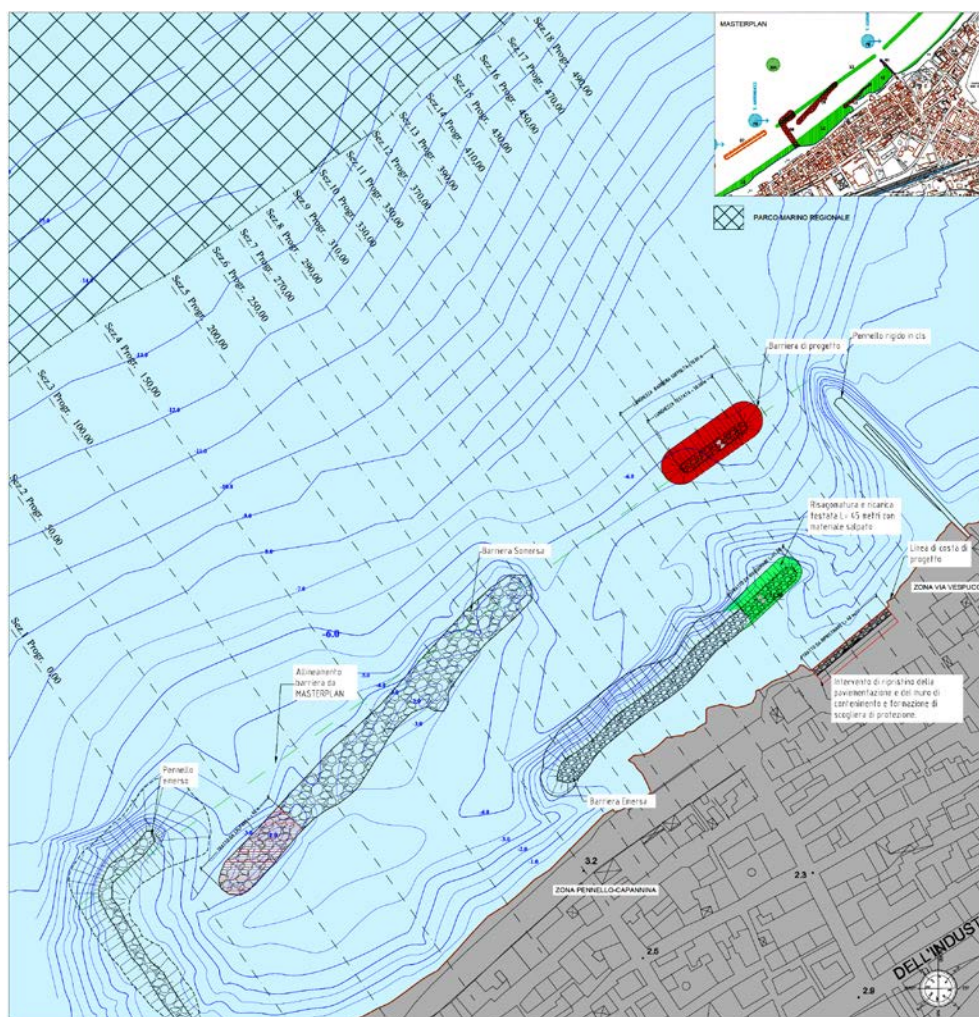 MASTERPLAN
PARCO MARINO REGIONALE
Sez.18 Progr. 490,00
Sez.17 Progr. 470,00
Sez.16 Progr. 450,00
Sez.15 Progr. 430,00
Sez.14 Progr. 410,00
Sez.13 Progr. 390,00
Sez.12 Progr. 370,00
Sez.11 Progr. 350,00
Sez.10 Progr. 330,00
Sez.9 Progr. 310,00
Sez.8 Progr. 290,00
Sez.7 Progr. 270,00
Sez.6 Progr. 250,00
Sez.5 Progr. 200,00
Sez.4 Progr. 150,00
Sez.3 Progr. 100,00
Sez.2 Progr. 50,00
Sez.1 Progr. 0,00
Barriera di progetto
Pennello rigido in cls
Risagomatura e ricarica
testata L= 45 metri con
materiale salpato
Linea di costa di
progetto
ZONA VIA VESPUCCI
Barriera Somersa
-6.0
Allineamento
barriera da
MASTERPLAN
Intervento di ripristino della
pavimentazione e del muro di
contenimento e formazione di
scogliera di protezione.
Pennello
emerso
Barriera Emersa
3.2
ZONA PENNELLO-CAPANNINA
2.3
2.5
DELL'INDUST
2.9